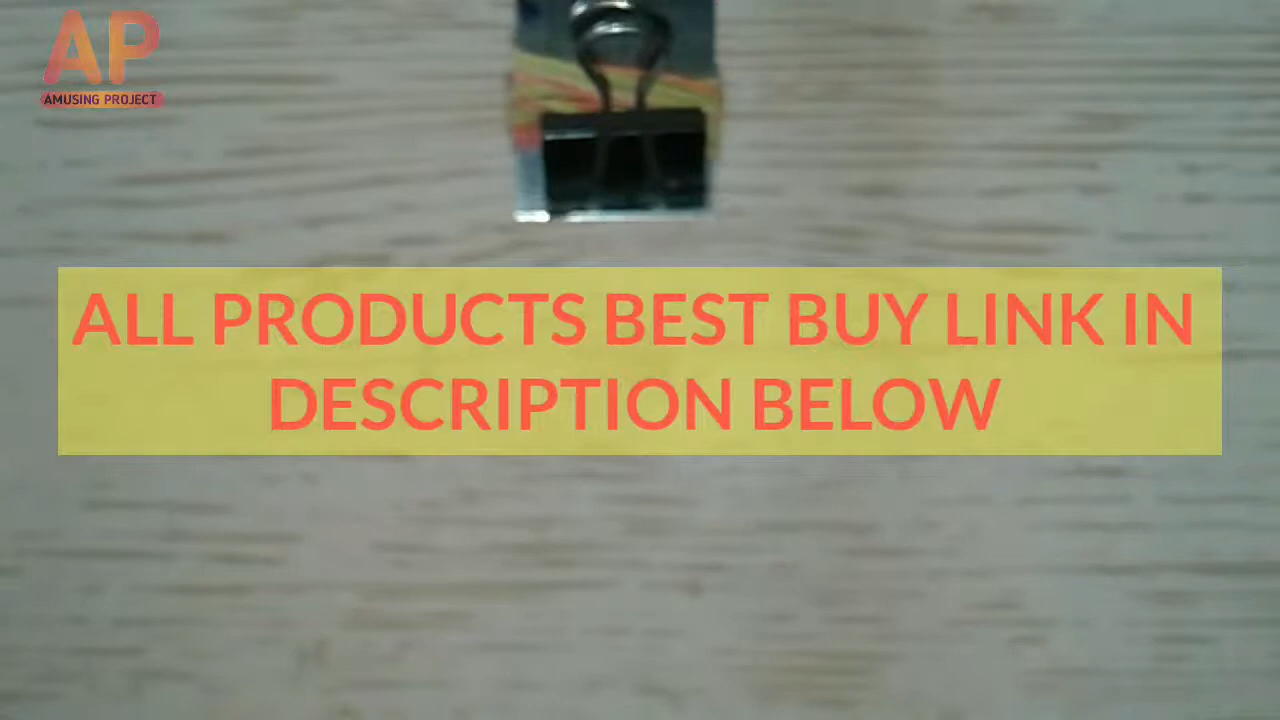 AP
AMUSING PROJECT
ALL PRODUCTS BEST BUY LINK IN
DESCRIPTION BELOW